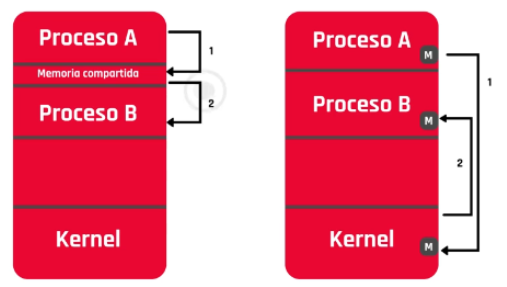 Proceso A
1
Memoria compartida
2
Proceso B
Kernel
Proceso A
M
1
Proceso B
M
2
Kernel
M